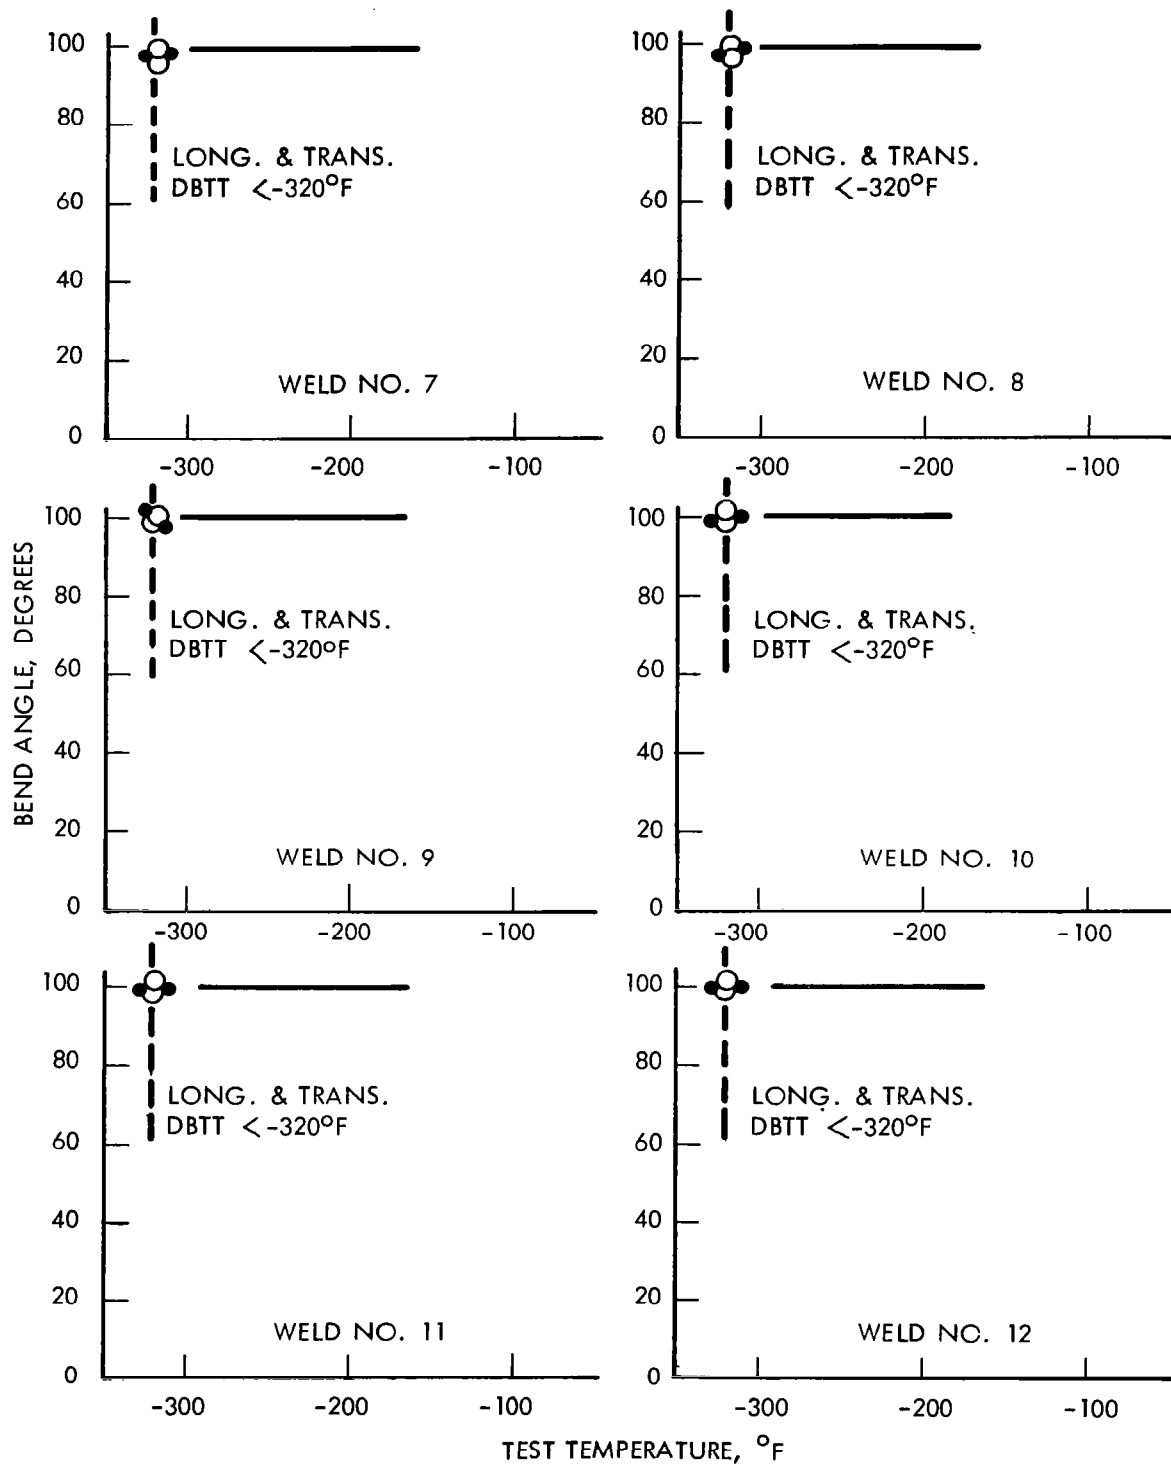 100
80
60
40
20
0
LONG. & TRANS.
DBTT <-320°F
WELD NO. 7
-300 -200 -100
100
80
60
40
20
0
LONG. & TRANS.
DBTT <-320°F
WELD NO. 8
-300 -200 -100
BEND ANGLE, DEGREES
100
80
60
40
20
0
LONG. & TRANS.
DBTT <-320°F
WELD NO. 9
-300 -200 -100
100
80
60
40
20
0
LONG. & TRANS.
DBTT <-320°F
WELD NO. 10
-300 -200 -100
100
80
60
40
20
0
LONG. & TRANS.
DBTT <-320°F
WELD NO. 11
-300 -200 -100
100
80
60
40
20
0
LONG. & TRANS.
DBTT <-320°F
WELD NO. 12
-300 -200 -100
TEST TEMPERATURE, °F